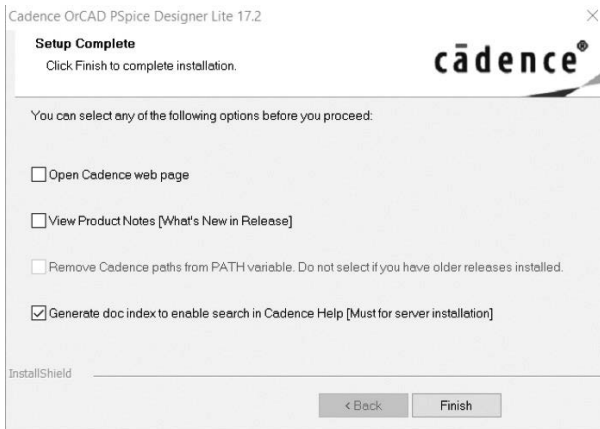 Cadence OrCAD PSpice Designer Lite 17.2
Setup Complete
Click Finish to complete installation.
cādence®
You can select any of the following options before you proceed:
Open Cadence web page
View Product Notes [What's New in Release]
Remove Cadence paths from PATH variable. Do not select if you have older releases installed.
Generate doc index to enable search in Cadence Help [Must for server installation]
InstallShield
< Back
Finish